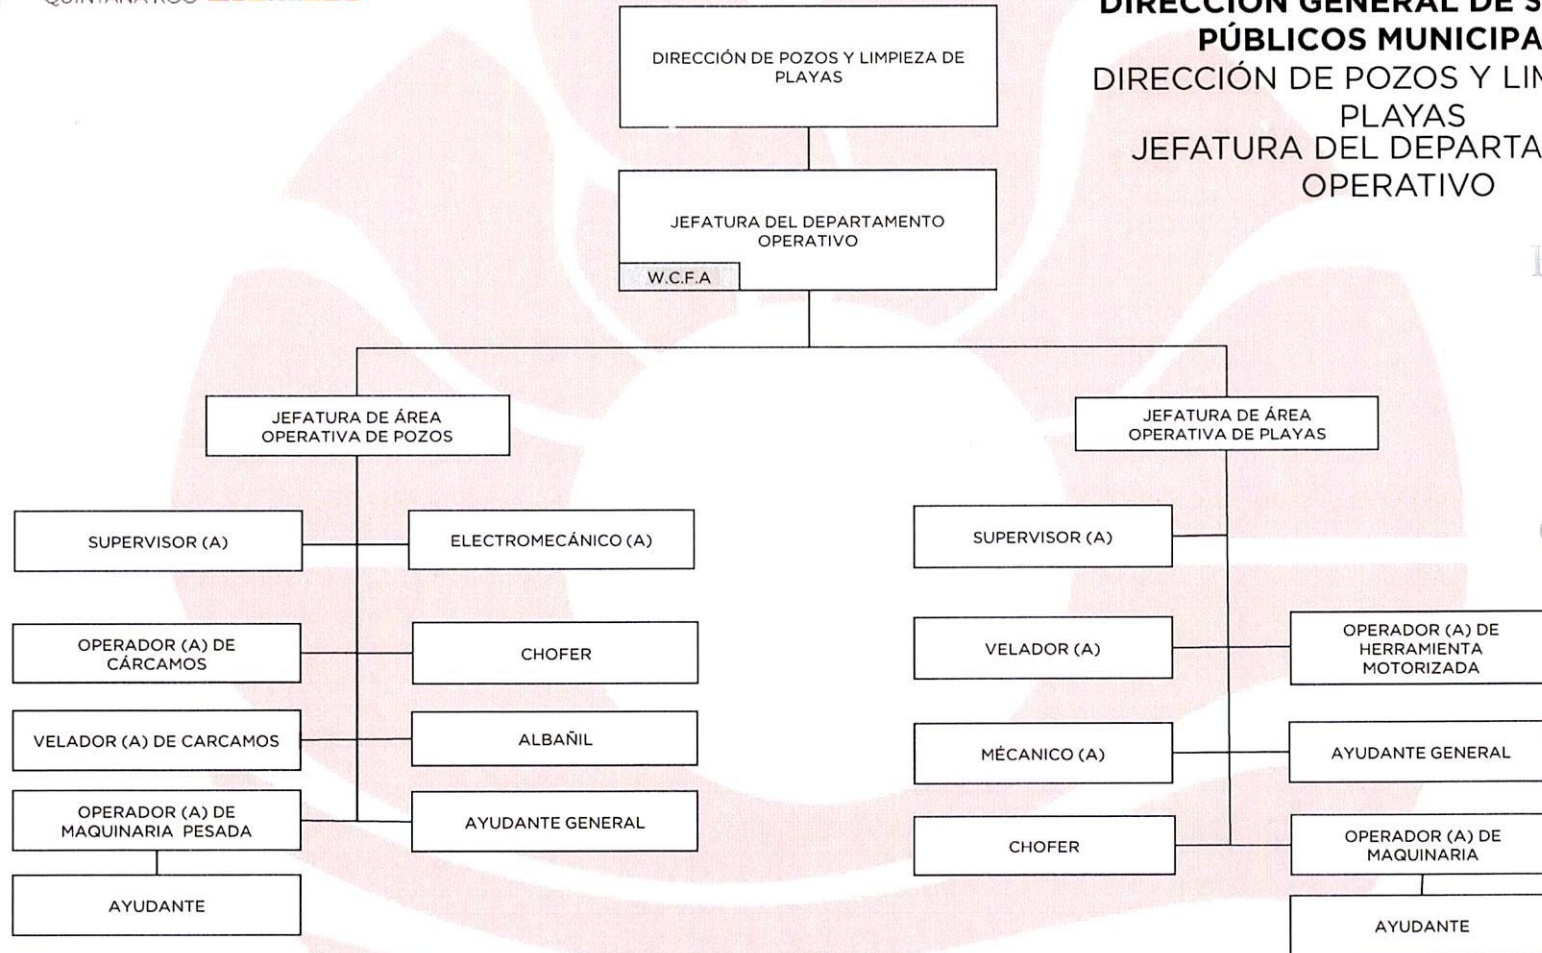 QUINTANA ROO
DIRECCIÓN GENERAL DE
PÚBLICOS
DIRECCIÓN DE POZOS Y
PLAYAS
JEFATURA DEL
OPERATIVO
DIRECCIÓN DE POZOS Y LIMPIEZA DE
PLAYAS
JEFATURA DEL DEPARTAMENTO
OPERATIVO
W.C.F.A
JEFATURA DE ÁREA
OPERATIVA DE POZOS
JEFATURA DE ÁREA
OPERATIVA DE PLAYAS
SUPERVISOR (A)
ELECTROMECÁNICO (A)
OPERADOR (A) DE
CÁRCAMOS
CHOFER
VELADOR (A) DE CARCAMOS
ALBAÑIL
OPERADOR (A) DE
MAQUINARIA PESADA
AYUDANTE GENERAL
AYUDANTE
SUPERVISOR (A)
VELADOR (A)
OPERADOR (A) DE
HERRAMIENTA
MOTORIZADA
MÉCANICO (A)
AYUDANTE GENERAL
CHOFER
OPERADOR (A) DE
MAQUINARIA
AYUDANTE